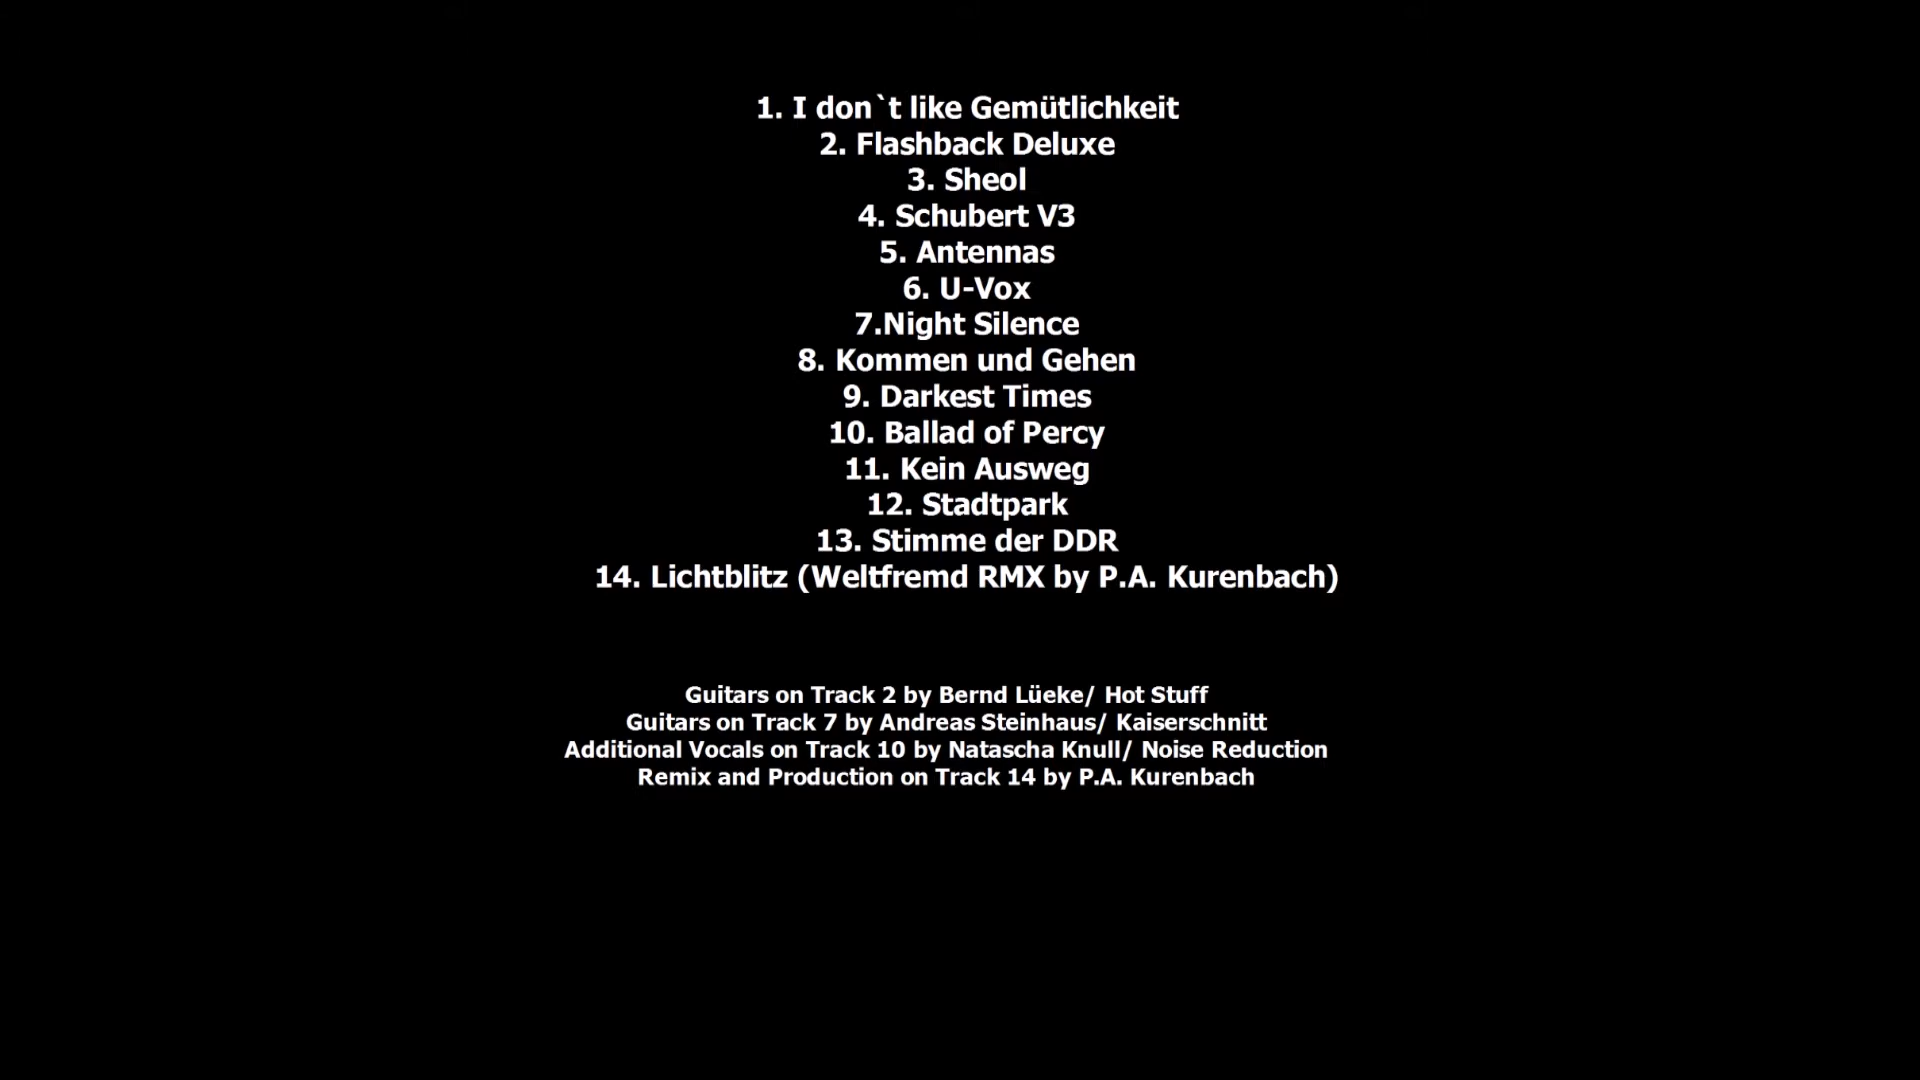 1. I don`t like Gemütlichkeit
2. Flashback Deluxe
3. Sheol
4. Schubert V3
5. Antennas
6. U-Vox
7.Night Silence
8. Kommen und Gehen
9. Darkest Times
10. Ballad of Percy
11. Kein Ausweg
12. Stadtpark
13. Stimme der DDR
14. Lichtblitz (Weltfremd RMX by P.A. Kurenbach)
Guitars on Track 2 by Bernd Lüeke/ Hot Stuff
Guitars on Track 7 by Andreas Steinhaus/ Kaiserschnitt
Additional Vocals on Track 10 by Natascha Knull/ Noise Reduction
Remix and Production on Track 14 by P.A. Kurenbach